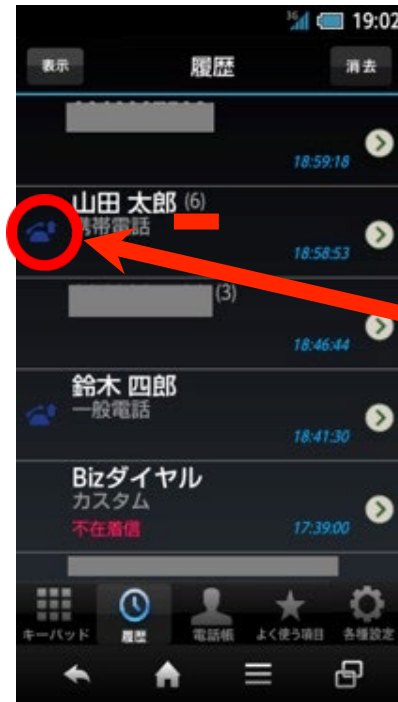 3G 19:02
表示 履歴 消去
18:59:18
山田 太郎 (6)
携帯電話
18:58:53
(3)
18:46:44
鈴木 四郎
一般電話
18:41:30
Bizダイヤル
カスタム
不在着信 17:39:00
キーパッド 履歴 電話帳 よく使う項目 各種設定